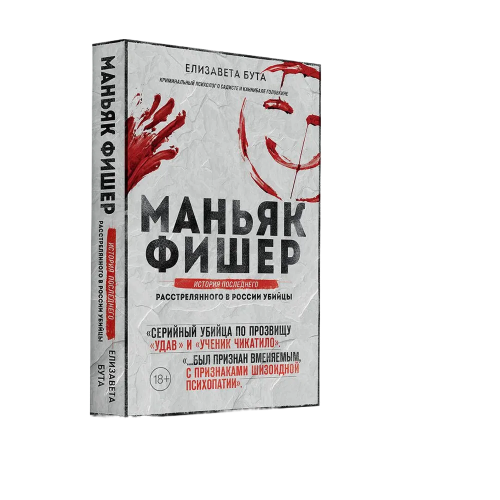 ЕЛИЗАВЕТА БУТА
КРИМИНАЛЬНЫЙ ПСИХОЛОГ О САДИСТЕ И КАННИБАЛЕ ГОЛОВКИНЕ
МАНЬЯК
ФИШЕР
ИСТОРИЯ ПОСЛЕДНЕГО
РАССТРЕЛЯННОГО В РОССИИ УБИЙЦЫ
«СЕРИЙНЫЙ УБИЙЦА ПО ПРОЗВИЩУ
«УДАВ» И «УЧЕНИК ЧИКАТИЛО».
«...БЫЛ ПРИЗНАН ВМЕНЯЕМЫМ,
С ПРИЗНАКАМИ ШИЗОИДНОЙ
ПСИХОПАТИИ».
18+
МАНЬЯК ФИШЕР
ИСТОРИЯ ПОСЛЕДНЕГО
РАССТРЕЛЯННОГО В РОССИИ УБИЙЦЫ
ЕЛИЗАВЕТА
БУТА